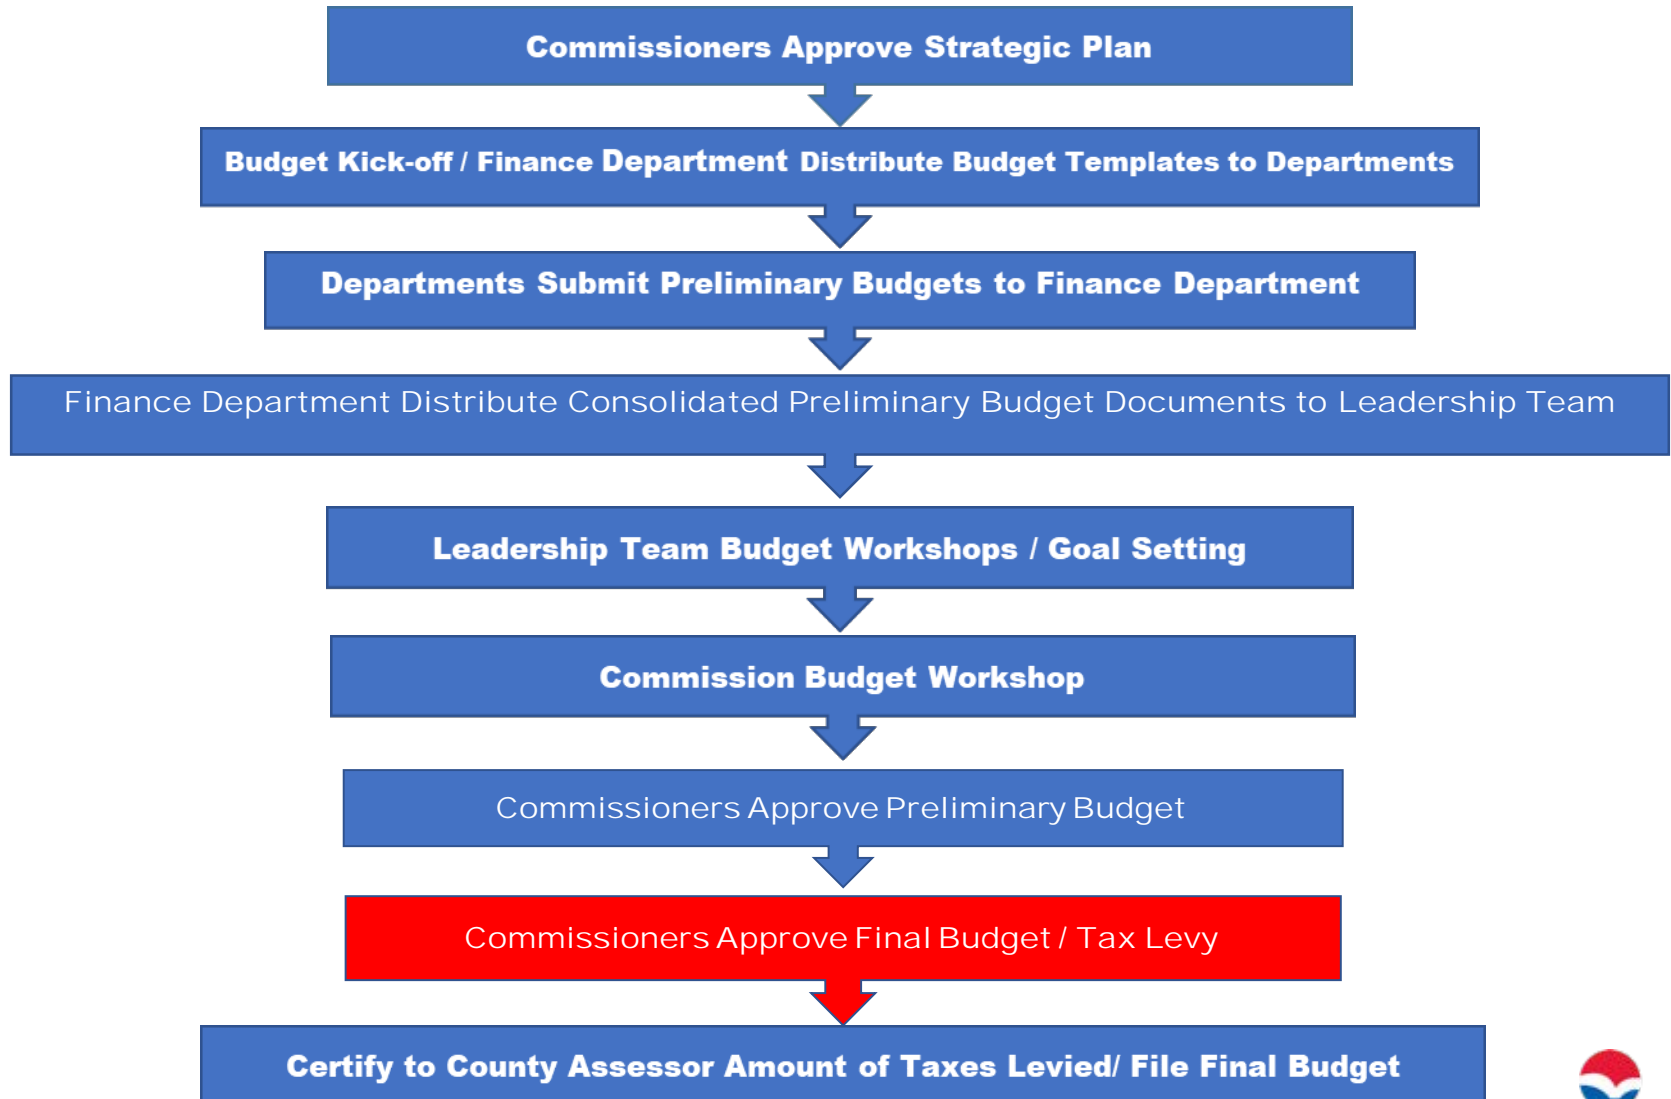 Commissioners Approve Strategic Plan
Budget Kick-off / Finance Department Distribute Budget Templates to Departments
Departments Submit Preliminary Budgets to Finance Department
Finance Department Distribute Consolidated Preliminary Budget Documents to Leadership Team
Leadership Team Budget Workshops / Goal Setting
Commission Budget Workshop
Commissioners Approve Preliminary Budget
Commissioners Approve Final Budget / Tax Levy
Certify to County Assessor Amount of Taxes Levied/ File Final Budget